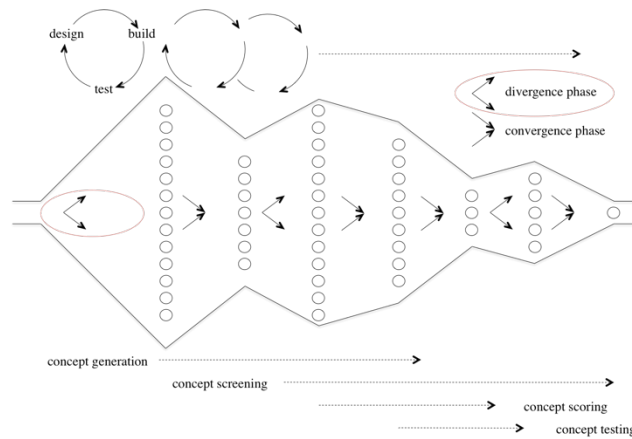 design
build
test
divergence phase
convergence phase
concept generation
concept screening
concept scoring
concept testing